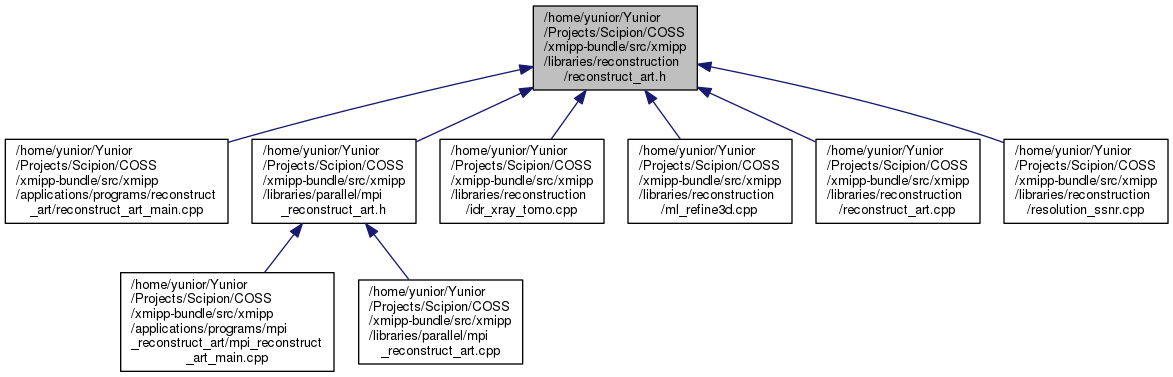 /home/yunior/Yunior
/Projects/Scipion/COSS
/xmipp-bundle/src/xmipp
/libraries/reconstruction
/reconstruct_art.h
/home/yunior/Yunior
/Projects/Scipion/COSS
/xmipp-bundle/src/xmipp
/applications/programs/reconstruct
_art/reconstruct_art_main.cpp
/home/yunior/Yunior
/Projects/Scipion/COSS
/xmipp-bundle/src/xmipp
/libraries/parallel/mpi
_reconstruct_art.h
/home/yunior/Yunior
/Projects/Scipion/COSS
/xmipp-bundle/src/xmipp
/libraries/reconstruction
/idr_xray_tomo.cpp
/home/yunior/Yunior
/Projects/Scipion/COSS
/xmipp-bundle/src/xmipp
/libraries/reconstruction
/ml_refine3d.cpp
/home/yunior/Yunior
/Projects/Scipion/COSS
/xmipp-bundle/src/xmipp
/libraries/reconstruction
/reconstruct_art.cpp
/home/yunior/Yunior
/Projects/Scipion/COSS
/xmipp-bundle/src/xmipp
/libraries/reconstruction
/resolution_ssnr.cpp
/home/yunior/Yunior
/Projects/Scipion/COSS
/xmipp-bundle/src/xmipp
/applications/programs/mpi
_reconstruct_art/mpi_reconstruct
_art_main.cpp
/home/yunior/Yunior
/Projects/Scipion/COSS
/xmipp-bundle/src/xmipp
/libraries/parallel/mpi
_reconstruct_art.cpp